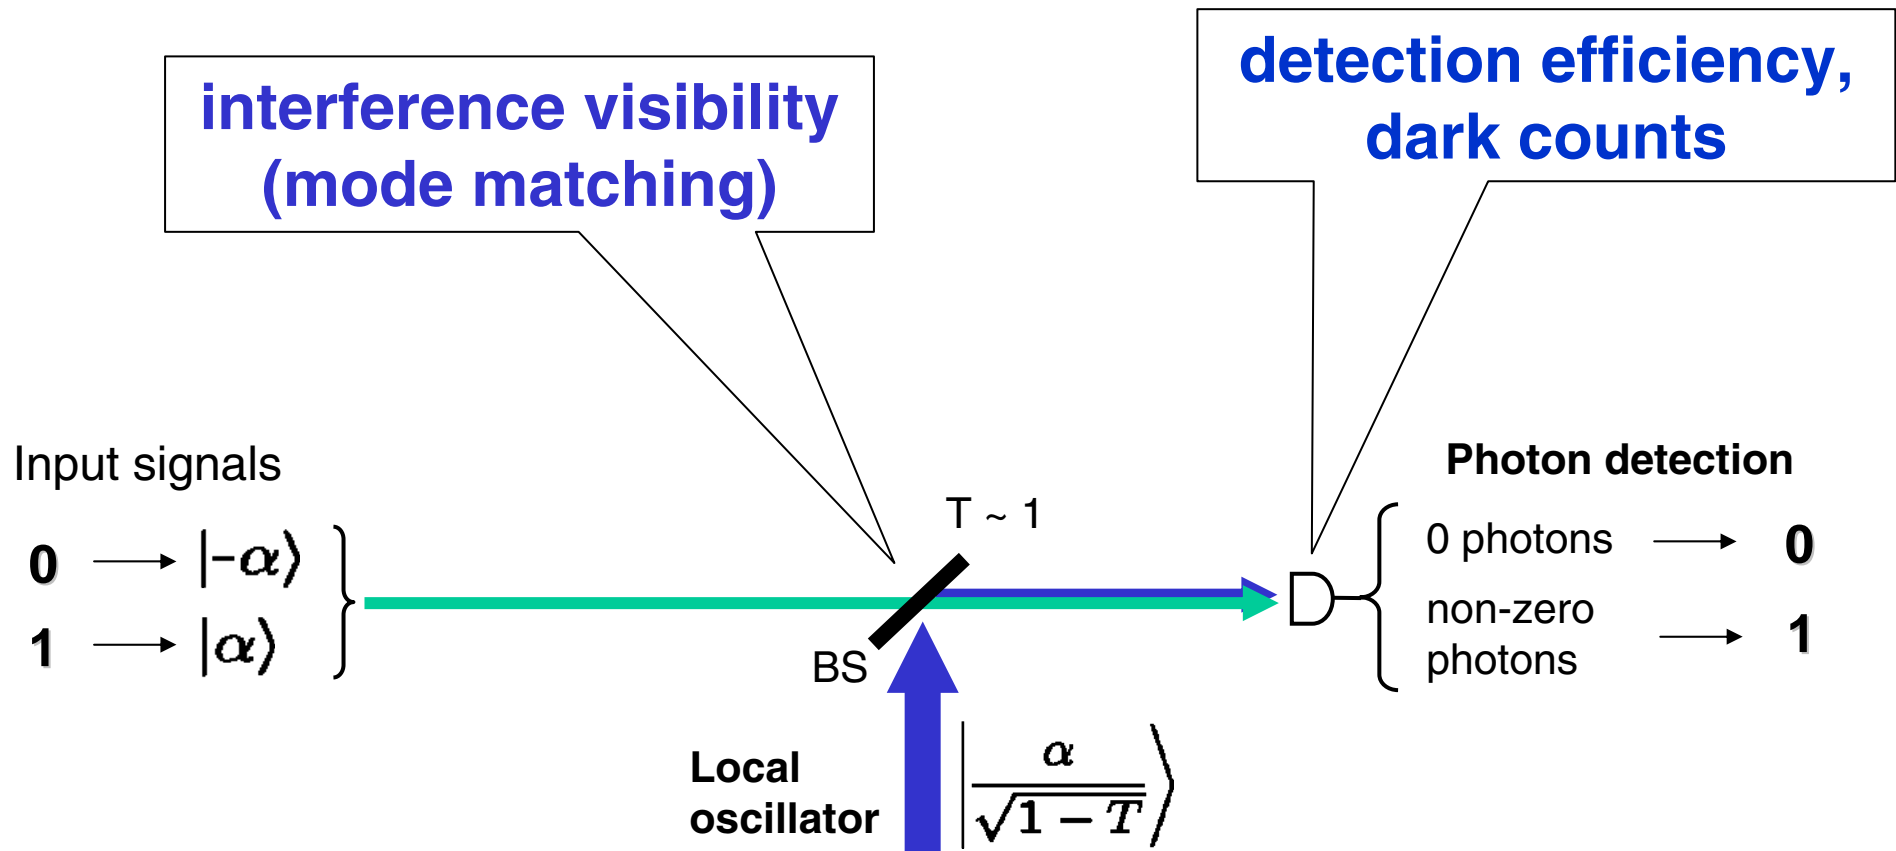 interference visibility
(mode matching)
detection efficiency,
dark counts
Input signals
0 → |−α⟩
1 → |α⟩
T ~ 1
BS
Local
oscillator
|α/√(1 − T)⟩
Photon detection
0 photons → 0
non-zero
photons → 1